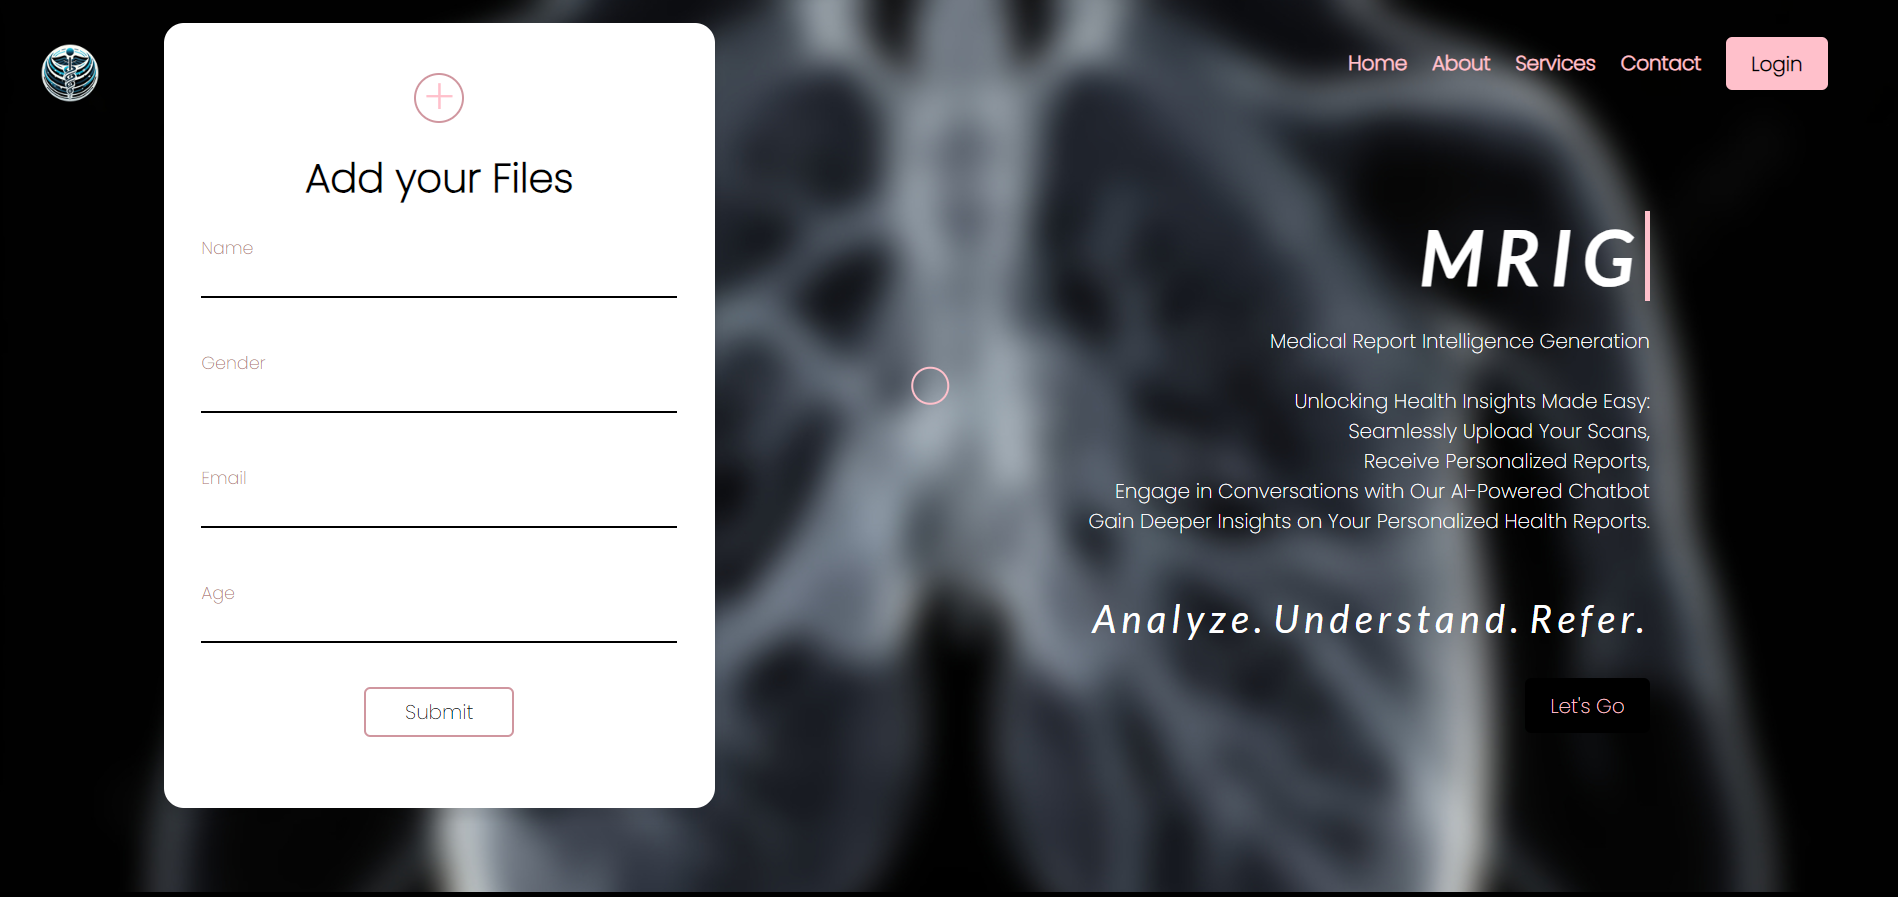 Home About Services Contact Login
Add your Files
Name
Gender
Email
Age
Submit
MRIG
Medical Report Intelligence Generation
Unlocking Health Insights Made Easy:
Seamlessly Upload Your Scans,
Receive Personalized Reports,
Engage in Conversations with Our AI-Powered Chatbot
Gain Deeper Insights on Your Personalized Health Reports.
Analyze. Understand. Refer.
Let's Go